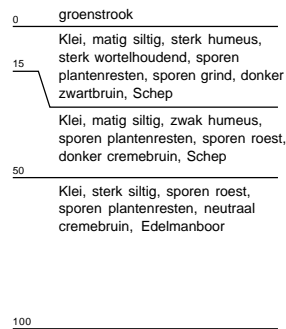 0 groenstrook
Klei, matig siltig, sterk humeus,
15 sterk wortelhoudend, sporen
plantenresten, sporen grind, donker
zwartbruin, Schep
Klei, matig siltig, zwak humeus,
sporen plantenresten, sporen roest,
donker cremebruin, Schep
50
Klei, sterk siltig, sporen roest,
sporen plantenresten, neutraal
cremebruin, Edelmanboor
100